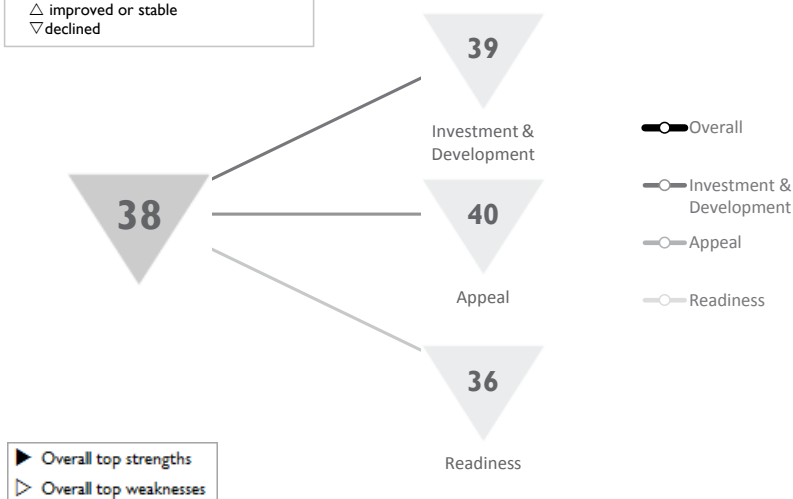 △ improved or stable
▽ declined
39
Investment &
Development
38
40
Appeal
36
Readiness
Overall
Investment &
Development
Appeal
Readiness
▶ Overall top strengths
▷ Overall top weaknesses